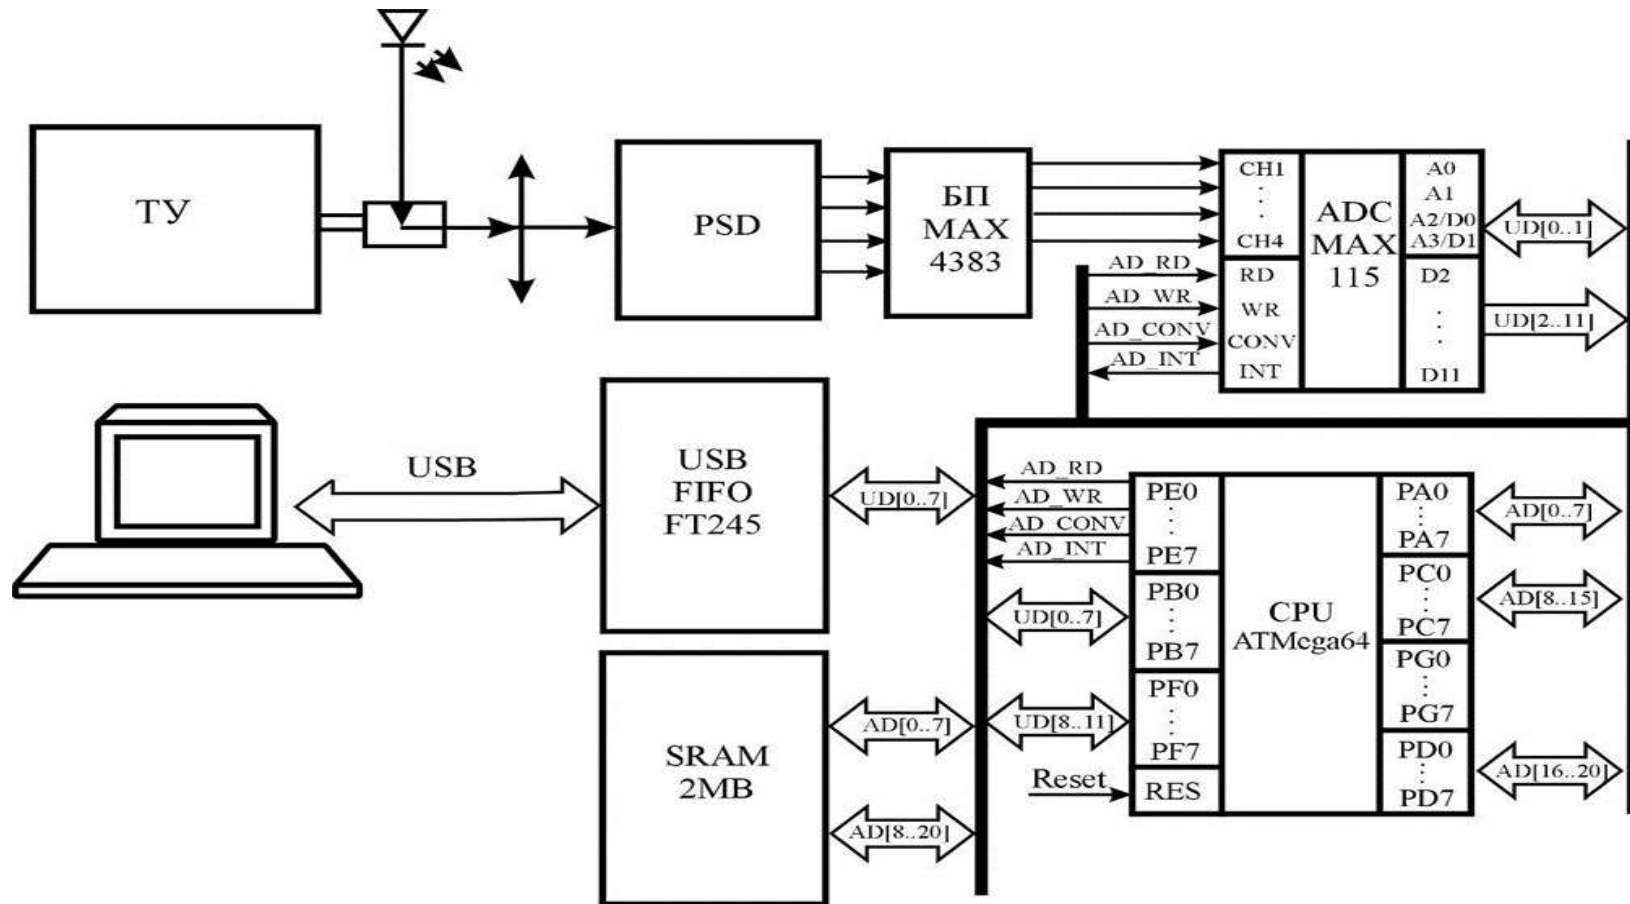 ТУ
PSD
БП
MAX
4383
CH1
CH4
RD
WR
CONV
INT
ADC
MAX
115
A0
A1
A2/D0
A3/D1
D2
D11
UD[0..1]
UD[2..11]
AD_RD
AD_WR
AD_CONV
AD_INT
USB
USB
FIFO
FT245
UD[0..7]
SRAM
2MB
AD[0..7]
AD[8..20]
AD_RD
AD_WR
AD_CONV
AD_INT
UD[0..7]
UD[8..11]
Reset
PE0
PE7
PB0
PB7
PF0
PF7
RES
CPU
ATMega64
PA0
PA7
PC0
PC7
PG0
PG7
PD0
PD7
AD[0..7]
AD[8..15]
AD[16..20]